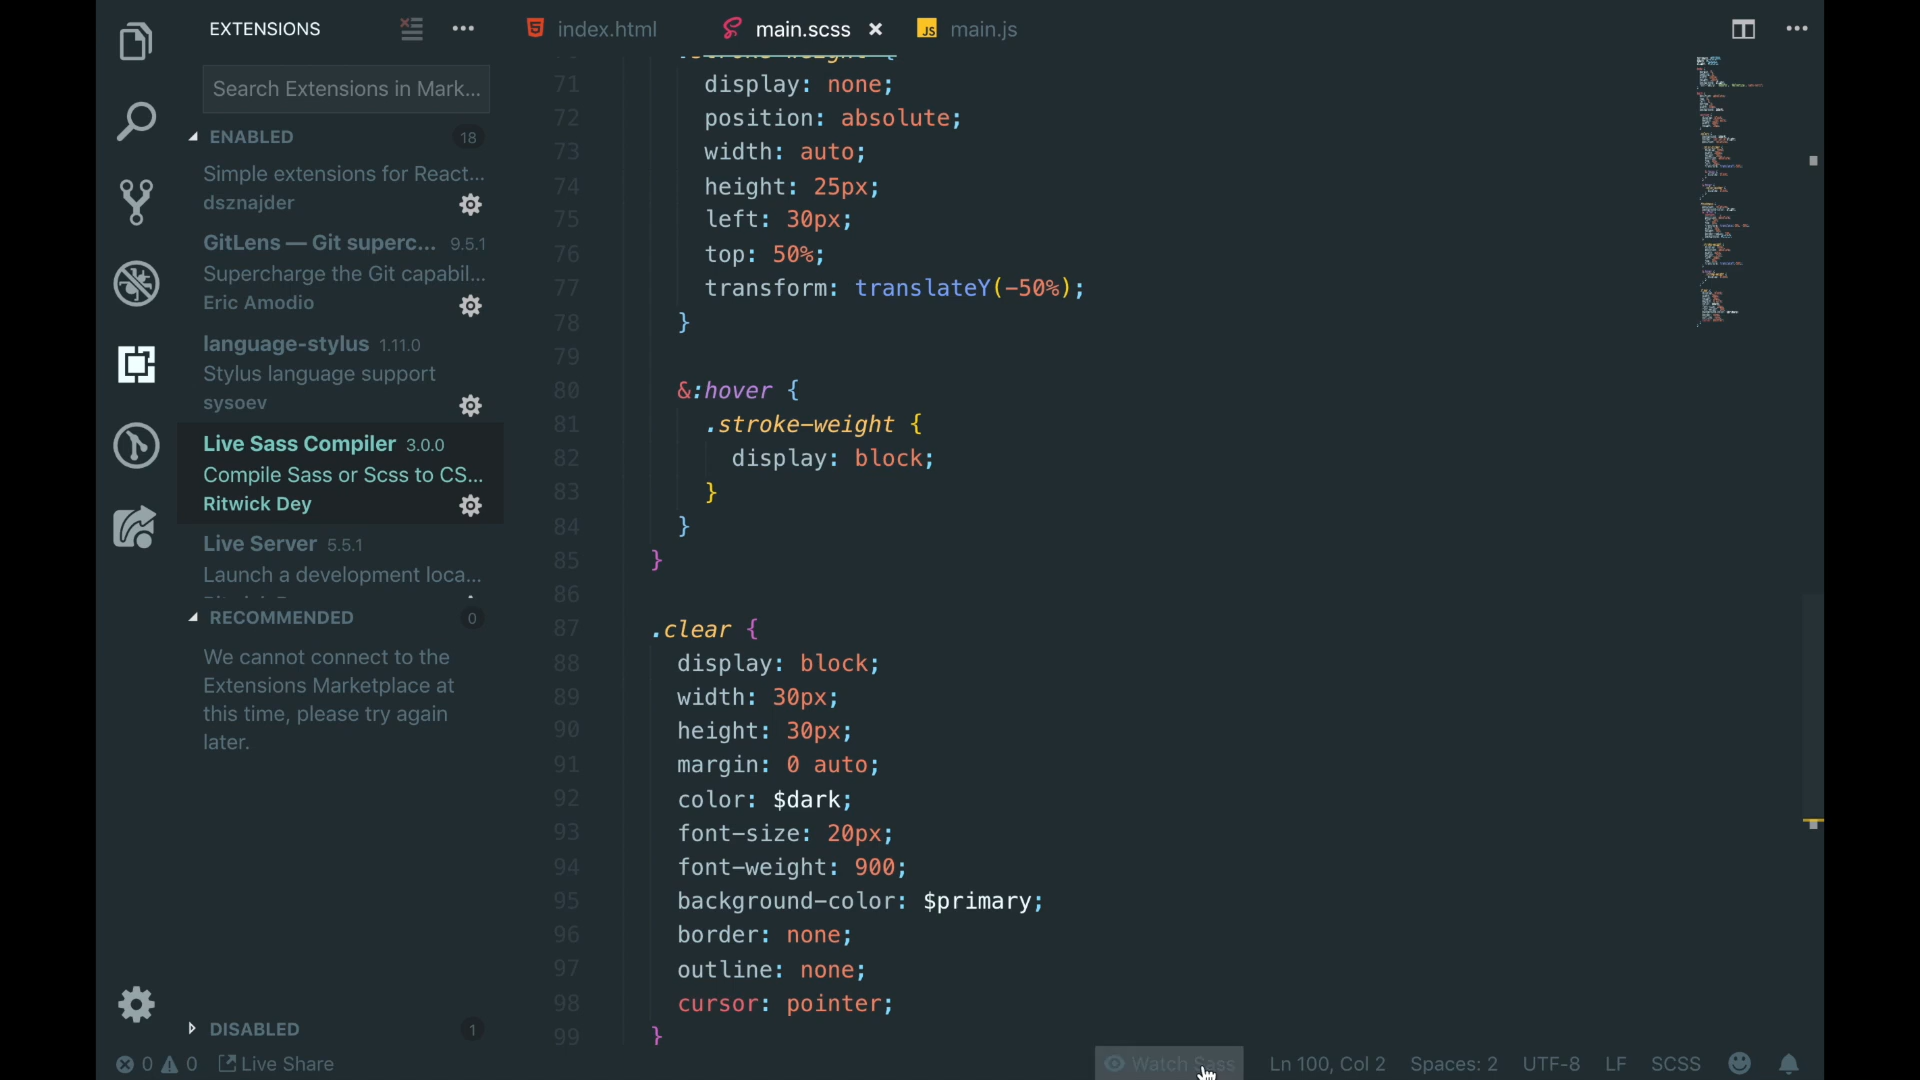 EXTENSIONS
index.html
main.scss
main.js
Search Extensions in Mark...
ENABLED 18
Simple extensions for React...
dsznajder
GitLens — Git superc... 9.5.1
Supercharge the Git capabil...
Eric Amodio
language-stylus 1.11.0
Stylus language support
sysoev
Live Sass Compiler 3.0.0
Compile Sass or Scss to CS...
Ritwick Dey
Live Server 5.5.1
Launch a development loca...
RECOMMENDED 0
We cannot connect to the
Extensions Marketplace at
this time, please try again
later.
DISABLED 1
.stroke-weight {
71 display: none;
72 position: absolute;
73 width: auto;
74 height: 25px;
75 left: 30px;
76 top: 50%;
77 transform: translateY(-50%);
78 }
79
80 &:hover {
81 .stroke-weight {
82 display: block;
83 }
84 }
85 }
86
87 .clear {
88 display: block;
89 width: 30px;
90 height: 30px;
91 margin: 0 auto;
92 color: $dark;
93 font-size: 20px;
94 font-weight: 900;
95 background-color: $primary;
96 border: none;
97 outline: none;
98 cursor: pointer;
99 }
0 0 Live Share
Watch Sass
Ln 100, Col 2
Spaces: 2
UTF-8
LF
SCSS